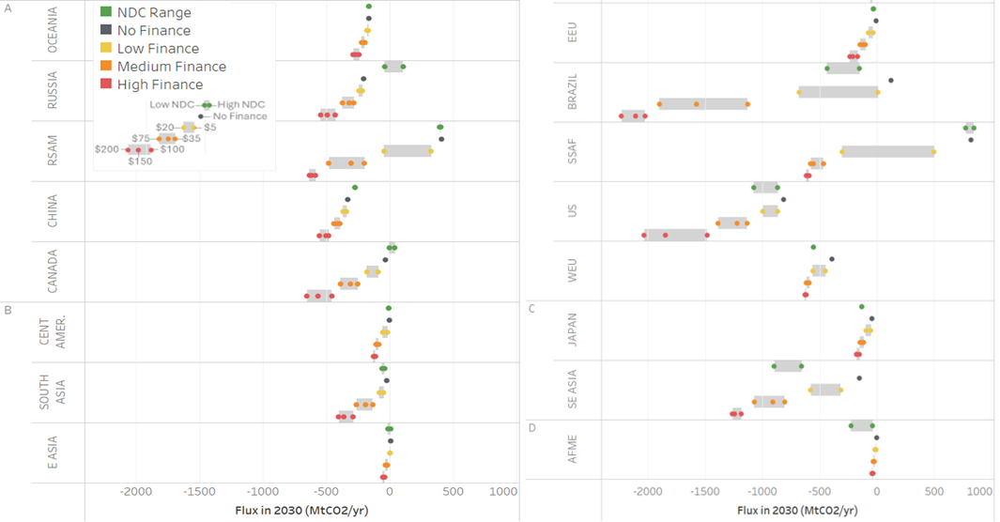 A
NDC Range
No Finance
Low Finance
Medium Finance
High Finance
Low NDC
High NDC
No Finance
$20
$5
$75
$35
$200
$100
$150
OCEANIA
RUSSIA
RSAM
CHINA
CANADA
B
CENT
AMER.
SOUTH
ASIA
E ASIA
-2000
-1500
-1000
-500
0
500
1000
Flux in 2030 (MtCO2/yr)
EEU
BRAZIL
SSAF
US
WEU
C
JAPAN
SE ASIA
D
AFME
-2000
-1500
-1000
-500
0
500
1000
Flux in 2030 (MtCO2/yr)